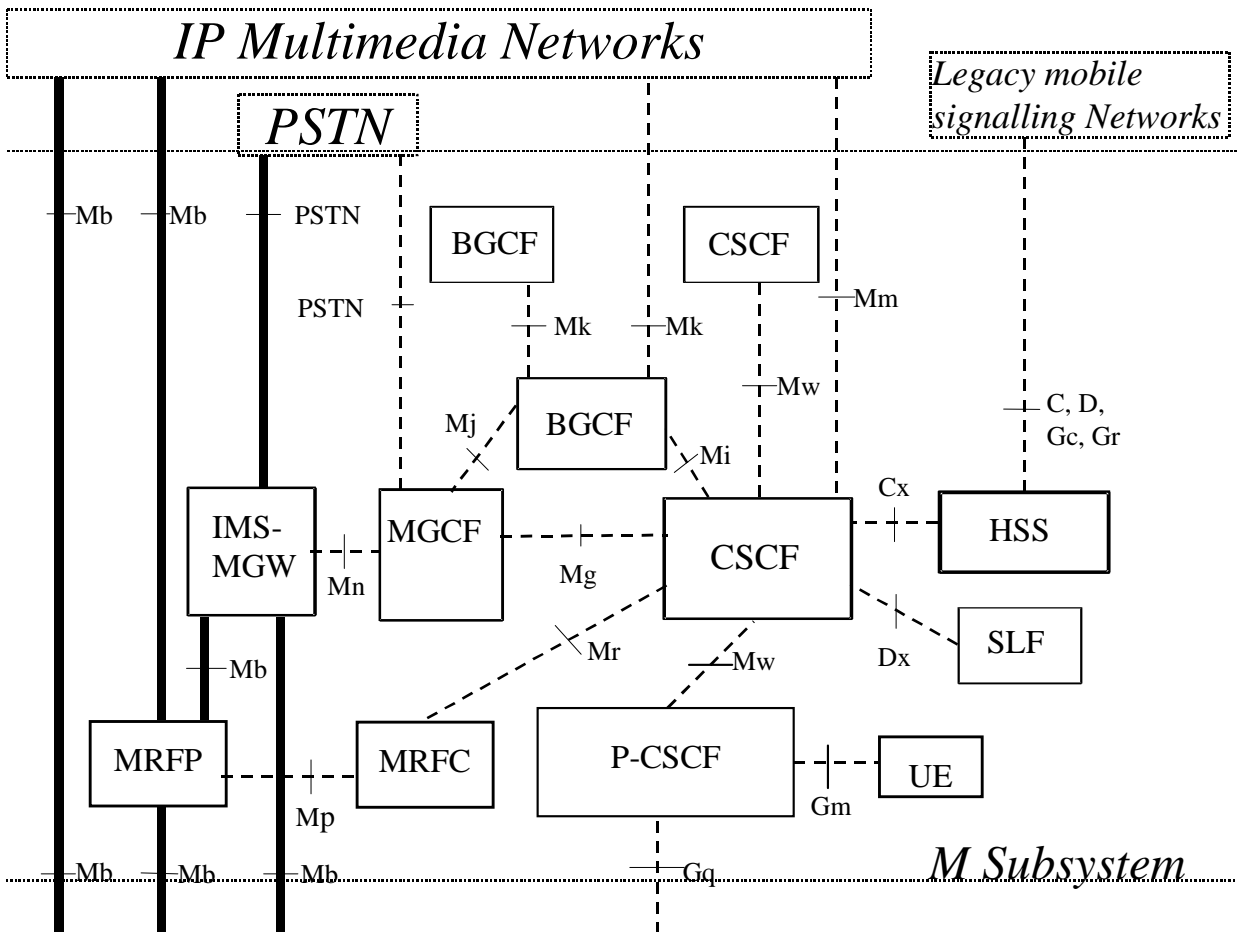 IP Multimedia Networks
Legacy mobile
signalling Networks
PSTN
Mb
Mb
PSTN
BGCF
CSCF
PSTN
Mm
Mk
Mk
Mw
C, D,
Gc, Gr
Mj
BGCF
Mi
Cx
IMS-
MGW
MGCF
CSCF
HSS
Mn
Mg
Mr
Mw
Dx
SLF
Mb
MRFP
MRFC
P-CSCF
UE
Mp
Gm
Mb
Mb
Mb
Gq
M Subsystem